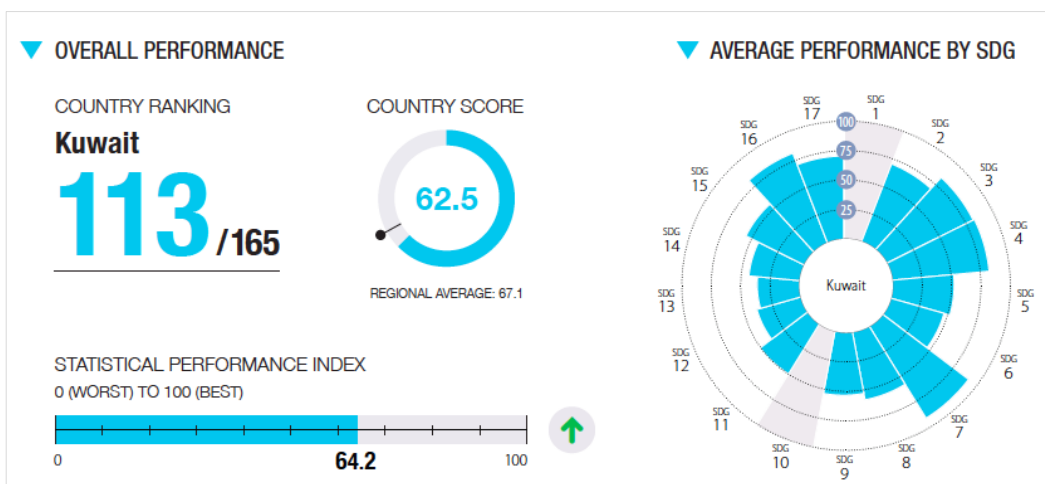 OVERALL PERFORMANCE
COUNTRY RANKING
Kuwait
113/165
COUNTRY SCORE
62.5
REGIONAL AVERAGE: 67.1
STATISTICAL PERFORMANCE INDEX
0 (WORST) TO 100 (BEST)
0
64.2
100
AVERAGE PERFORMANCE BY SDG
SDG
1
SDG
2
SDG
3
SDG
4
SDG
5
SDG
6
SDG
7
SDG
8
SDG
9
SDG
10
SDG
11
SDG
12
SDG
13
SDG
14
SDG
15
SDG
16
SDG
17
100
75
50
25
Kuwait